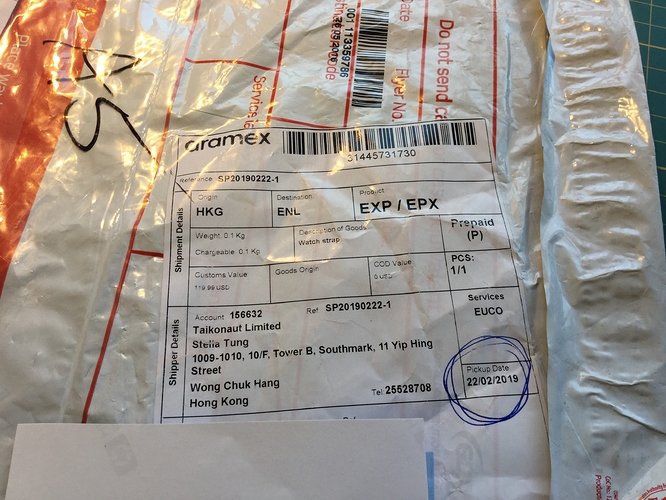 A.S
Do not send ca
Date
Flyer No.
001 113359786
Service
aramex
31445731730
Reference SP20190222-1
Shipment Details
Origin
HKG
Destination
ENL
Product
EXP / EPX
Weight: 0.1 Kg
Chargeable: 0.1 Kg
Description of Goods
Watch strap
Prepaid
(P)
Customs Value
119.99 USD
Goods Origin
COD Value
0 USD
PCS:
1/1
Shipper Details
Account 156632
Ref SP20190222-1
Services
EUCO
Taikonaut Limited
Stella Tung
1009-1010, 10/F, Tower B, Southmark, 11 Yip Hing
Street
Wong Chuk Hang
Tel 25528708
Hong Kong
Pickup Date
22/02/2019